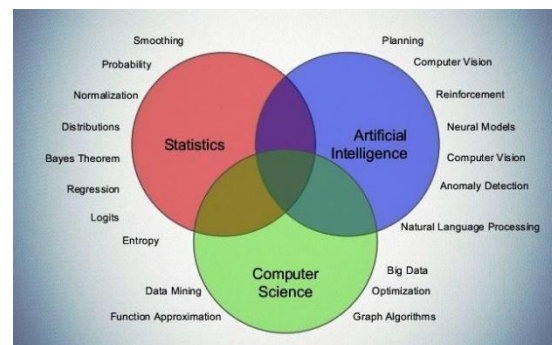 Smoothing
Probability
Normalization
Distributions
Bayes Theorem
Regression
Logits
Entropy
Statistics
Planning
Computer Vision
Reinforcement
Neural Models
Computer Vision
Anomaly Detection
Natural Language Processing
Artificial
Intelligence
Computer
Science
Data Mining
Function Approximation
Big Data
Optimization
Graph Algorithms